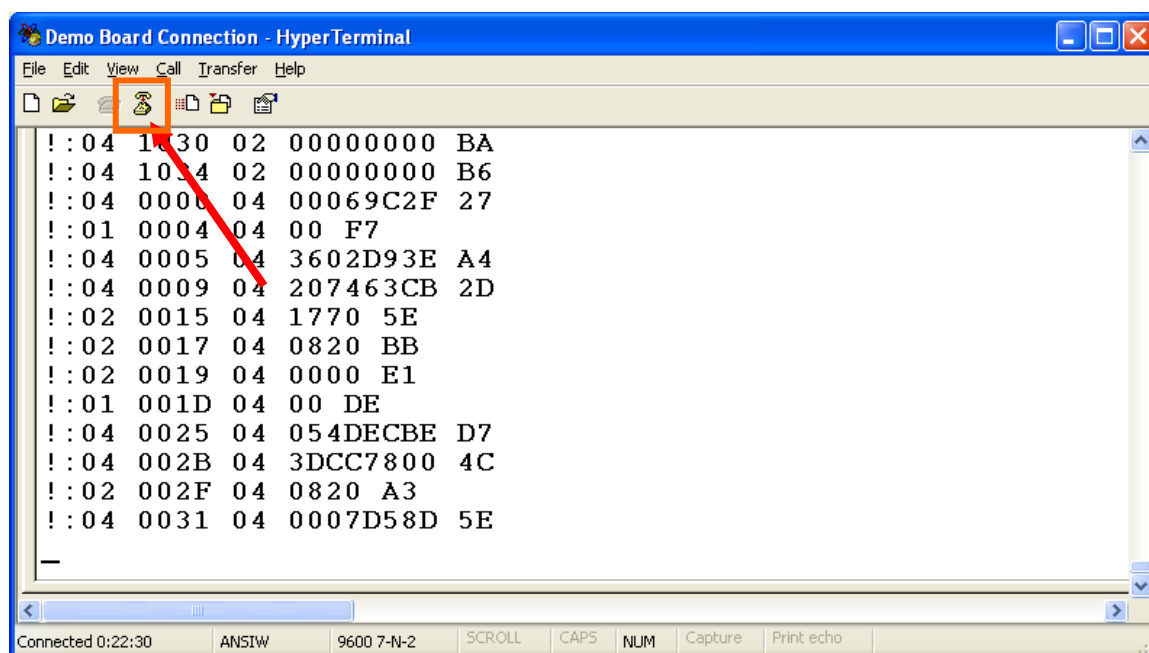 Demo Board Connection - HyperTerminal
File Edit View Call Transfer Help
!:04 1030 02 00000000 BA
!:04 1034 02 00000000 B6
!:04 0000 04 00069C2F 27
!:01 0004 04 00 F7
!:04 0005 04 3602D93E A4
!:04 0009 04 207463CB 2D
!:02 0015 04 1770 5E
!:02 0017 04 0820 BB
!:02 0019 04 0000 E1
!:01 001D 04 00 DE
!:04 0025 04 054DECBE D7
!:04 002B 04 3DCC7800 4C
!:02 002F 04 0820 A3
!:04 0031 04 0007D58D 5E
Connected 0:22:30 ANSIW 9600 7-N-2 SCROLL CAPS NUM Capture Print echo